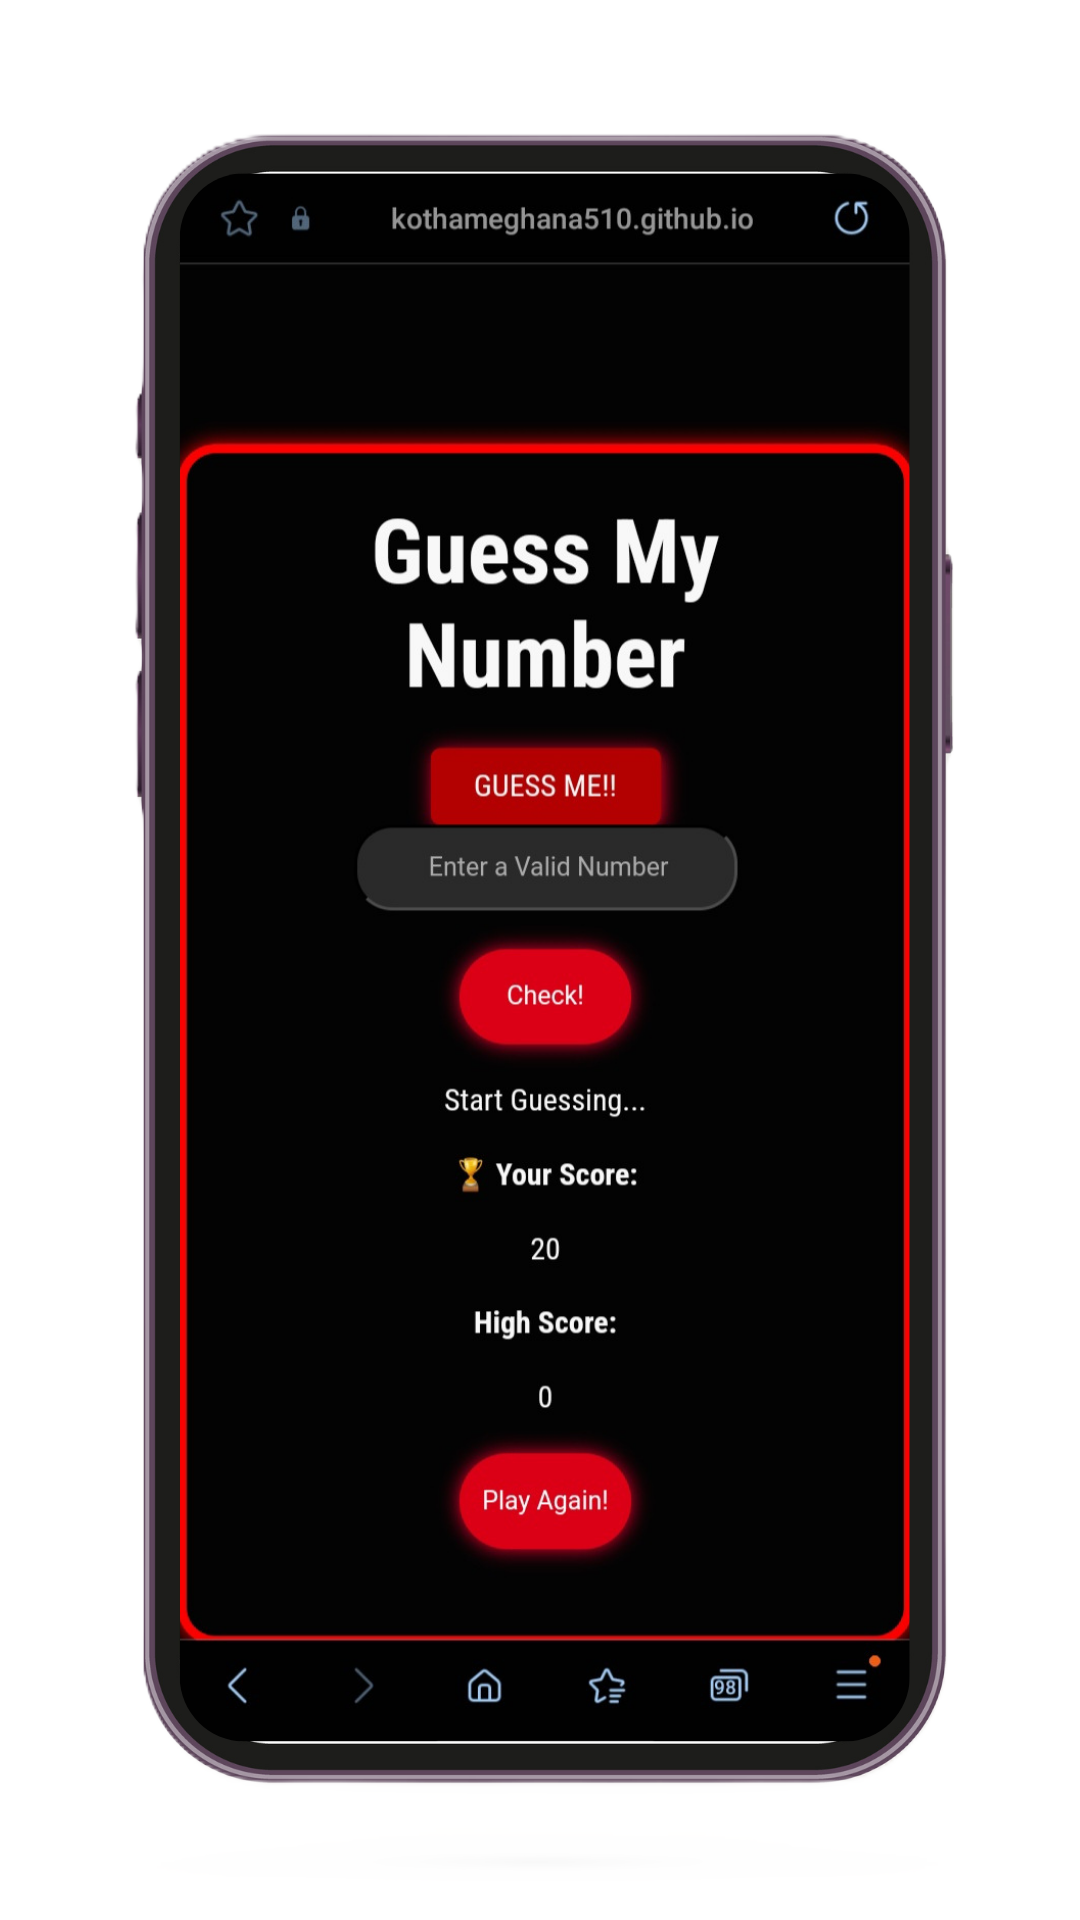 kothameghana510.github.io
Guess My
Number
GUESS ME!!
Enter a Valid Number
Check!
Start Guessing...
🏆 Your Score:
20
High Score:
0
Play Again!
98